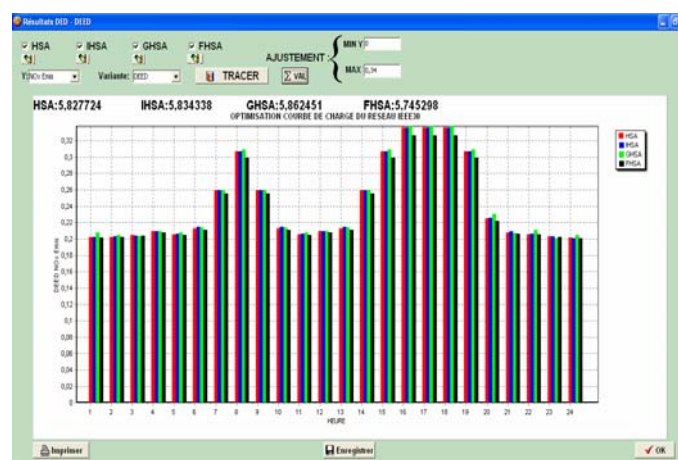 Résultats DED - DEED
HSA IHSA GHSA FHSA
AJUSTEMENT :
MIN Y 0
MAX 0,34
Y: NOx Emis Variante: DEED TRACER Σ VAL
HSA:5,827724 IHSA:5,834338 GHSA:5,862451 FHSA:5,745298
OPTIMISATION COURBE DE CHARGE DU RESEAU IEEE30
HSA
IHSA
GHSA
FHSA
0,32
0,3
0,28
0,26
0,24
0,22
0,2
0,18
0,16
0,14
0,12
0,1
0,08
0,06
0,04
0,02
0
DEED NOx Emis
1 2 3 4 5 6 7 8 9 10 11 12 13 14 15 16 17 18 19 20 21 22 23 24
HEURE
Imprimer Enregistrer OK